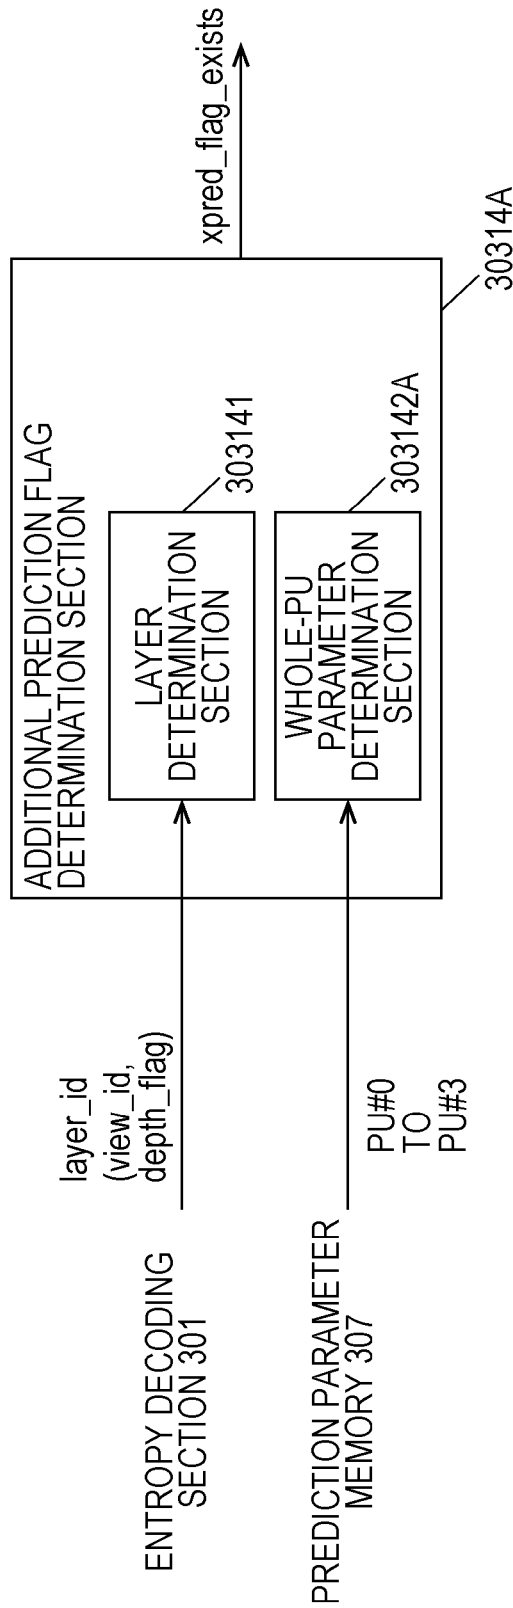 ENTROPY DECODING
SECTION 301
layer_id
(view_id,
depth_flag)
PREDICTION PARAMETER
MEMORY 307
PU#0
TO
PU#3
ADDITIONAL PREDICTION FLAG
DETERMINATION SECTION
LAYER
DETERMINATION
SECTION
303141
WHOLE-PU
PARAMETER
DETERMINATION
SECTION
303142A
xpred_flag_exists
30314A